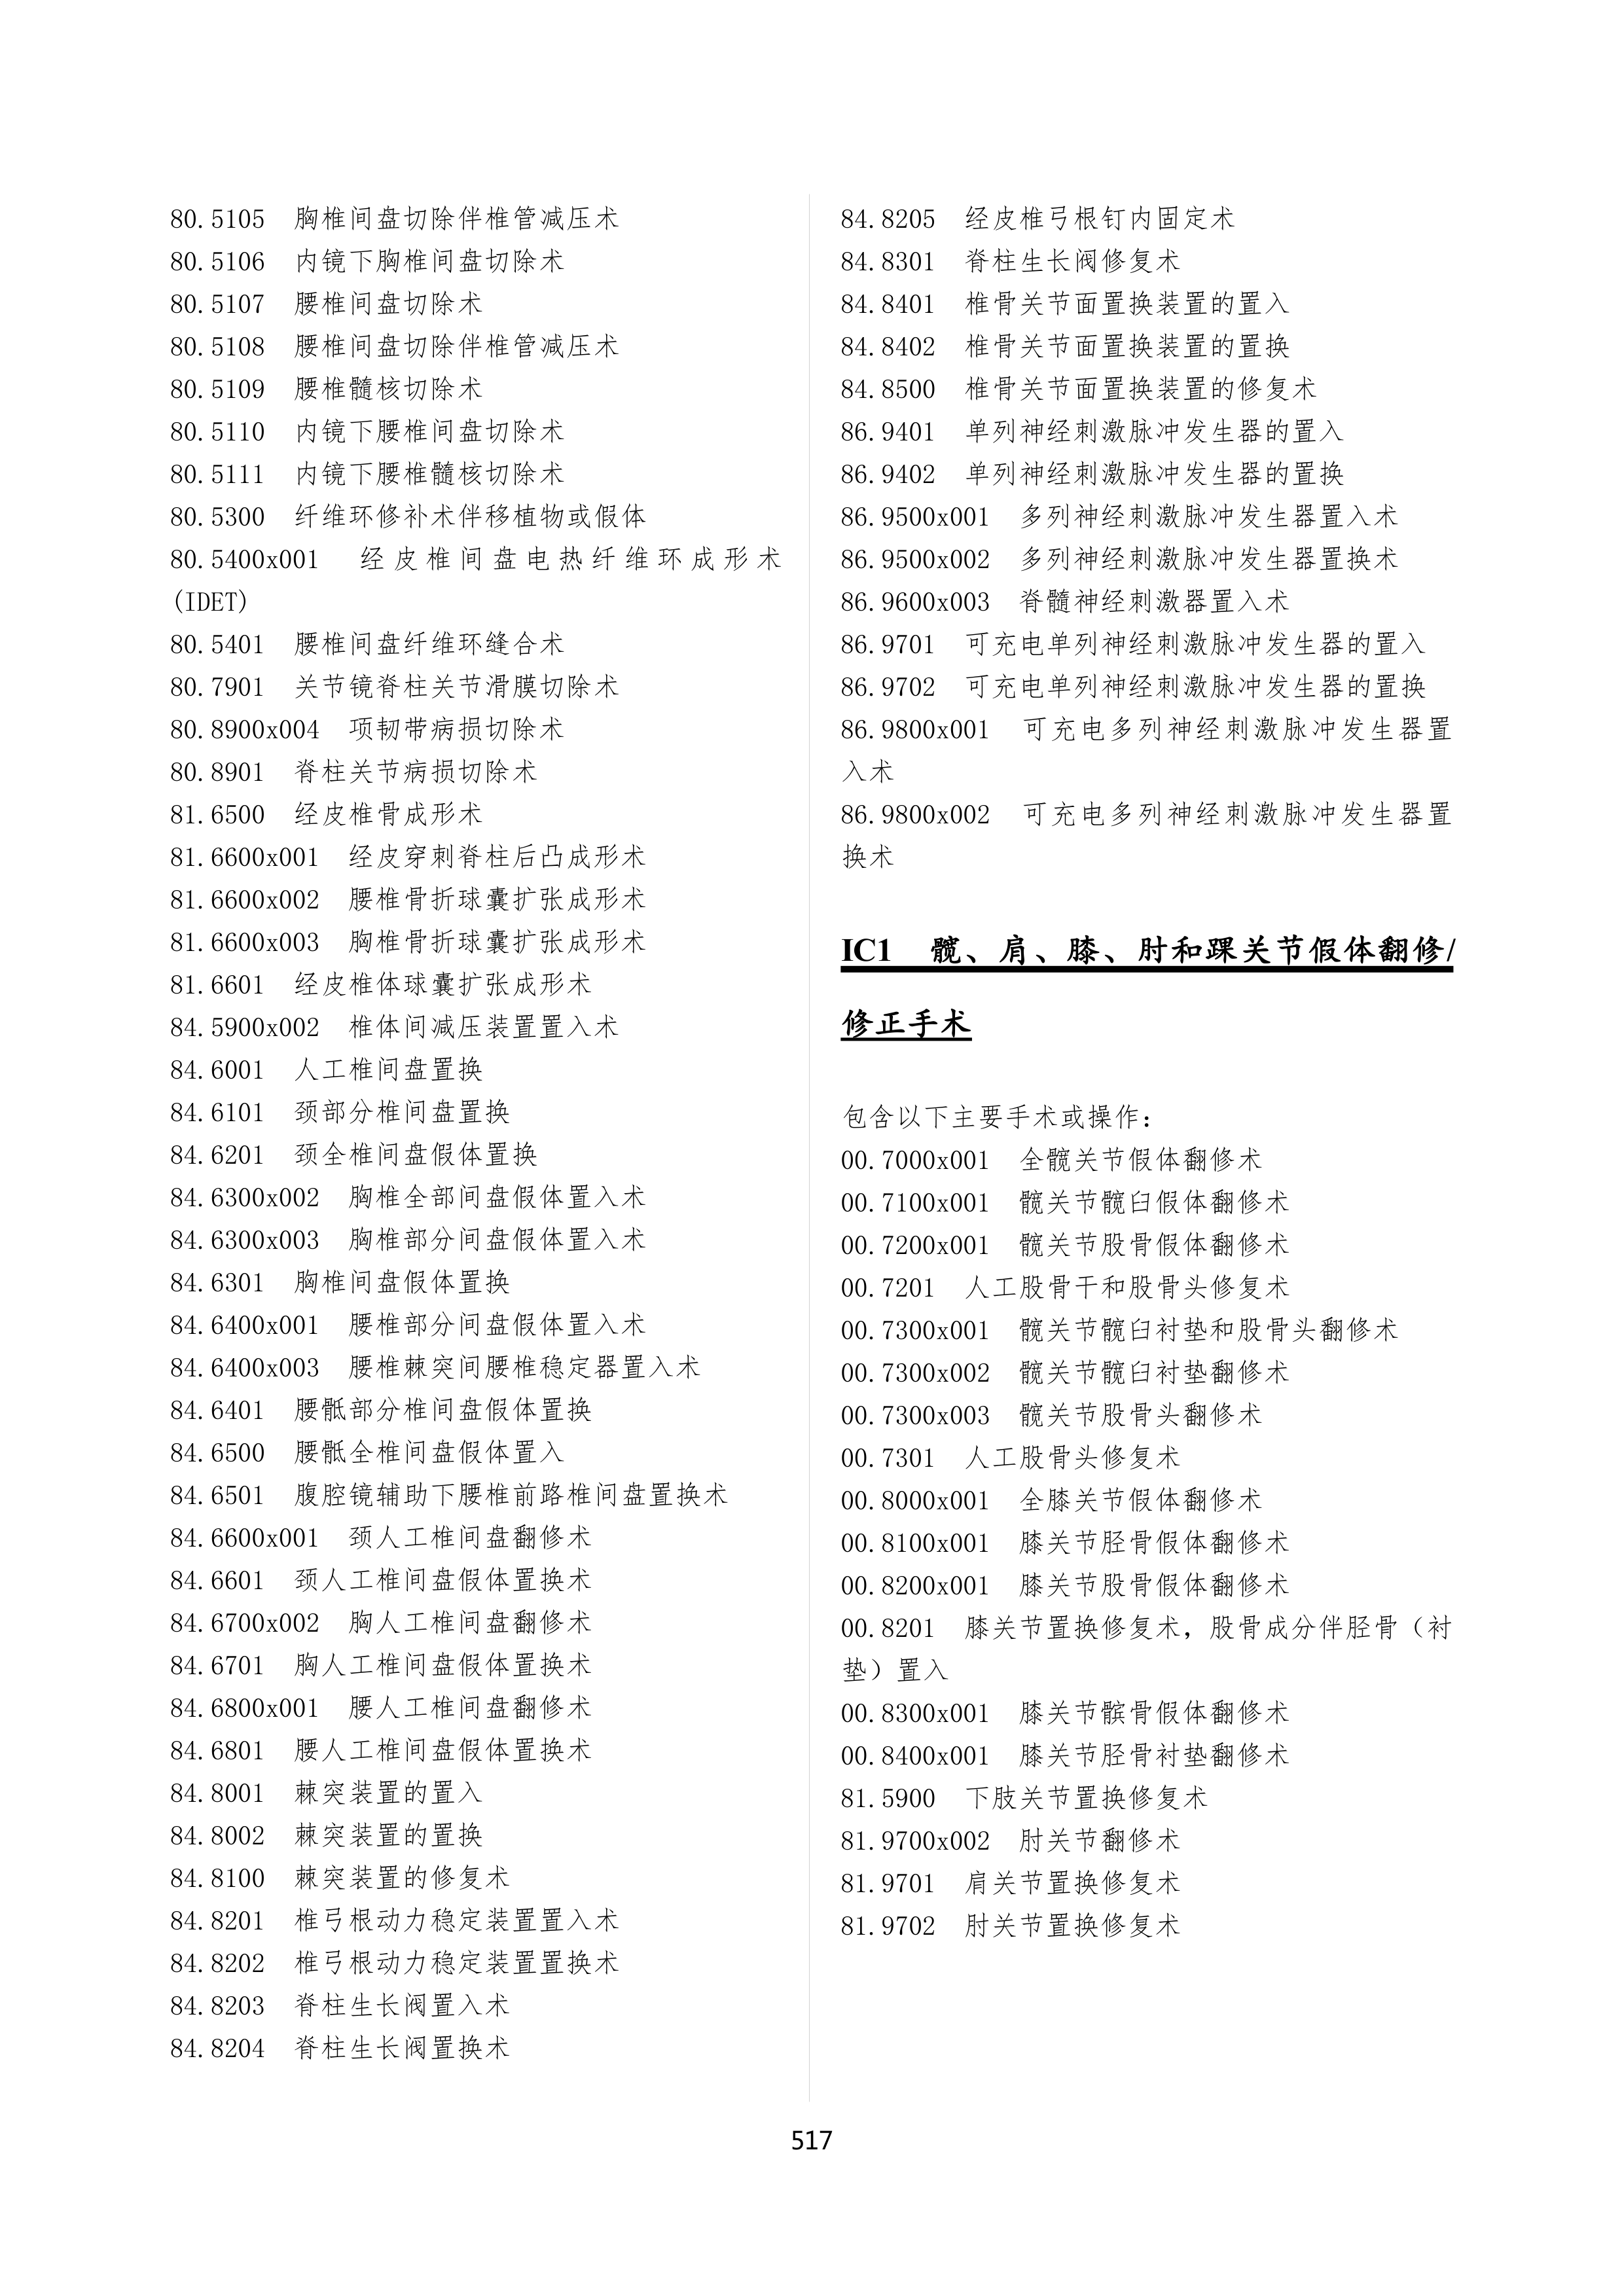 80.5105 胸椎间盘切除伴椎管减压术
80.5106 内镜下胸椎间盘切除术
80.5107 腰椎间盘切除术
80.5108 腰椎间盘切除伴椎管减压术
80.5109 腰椎髓核切除术
80.5110 内镜下腰椎间盘切除术
80.5111 内镜下腰椎髓核切除术
80.5300 纤维环修补术伴移植物或假体
80.5400x001 经皮椎间盘电热纤维环成形术
(IDET)
80.5401 腰椎间盘纤维环缝合术
80.7901 关节镜脊柱关节滑膜切除术
80.8900x004 项韧带病损切除术
80.8901 脊柱关节病损切除术
81.6500 经皮椎骨成形术
81.6600x001 经皮穿刺脊柱后凸成形术
81.6600x002 腰椎骨折球囊扩张成形术
81.6600x003 胸椎骨折球囊扩张成形术
81.6601 经皮椎体球囊扩张成形术
84.5900x002 椎体间减压装置置入术
84.6001 人工椎间盘置换
84.6101 颈部分椎间盘置换
84.6201 颈全椎间盘假体置换
84.6300x002 胸椎全部间盘假体置入术
84.6300x003 胸椎部分间盘假体置入术
84.6301 胸椎间盘假体置换
84.6400x001 腰椎部分间盘假体置入术
84.6400x003 腰椎棘突间腰椎稳定器置入术
84.6401 腰骶部分椎间盘假体置换
84.6500 腰骶全椎间盘假体置入
84.6501 腹腔镜辅助下腰椎前路椎间盘置换术
84.6600x001 颈人工椎间盘翻修术
84.6601 颈人工椎间盘假体置换术
84.6700x002 胸人工椎间盘翻修术
84.6701 胸人工椎间盘假体置换术
84.6800x001 腰人工椎间盘翻修术
84.6801 腰人工椎间盘假体置换术
84.8001 棘突装置的置入
84.8002 棘突装置的置换
84.8100 棘突装置的修复术
84.8201 椎弓根动力稳定装置置入术
84.8202 椎弓根动力稳定装置置换术
84.8203 脊柱生长阀置入术
84.8204 脊柱生长阀置换术
84.8205 经皮椎弓根钉内固定术
84.8301 脊柱生长阀修复术
84.8401 椎骨关节面置换装置的置入
84.8402 椎骨关节面置换装置的置换
84.8500 椎骨关节面置换装置的修复术
86.9401 单列神经刺激脉冲发生器的置入
86.9402 单列神经刺激脉冲发生器的置换
86.9500x001 多列神经刺激脉冲发生器置入术
86.9500x002 多列神经刺激脉冲发生器置换术
86.9600x003 脊髓神经刺激器置入术
86.9701 可充电单列神经刺激脉冲发生器的置入
86.9702 可充电单列神经刺激脉冲发生器的置换
86.9800x001 可充电多列神经刺激脉冲发生器置
入术
86.9800x002 可充电多列神经刺激脉冲发生器置
换术
IC1 髋、肩、膝、肘和踝关节假体翻修/
修正手术
包含以下主要手术或操作：
00.7000x001 全髋关节假体翻修术
00.7100x001 髋关节髋臼假体翻修术
00.7200x001 髋关节股骨假体翻修术
00.7201 人工股骨干和股骨头修复术
00.7300x001 髋关节髋臼衬垫和股骨头翻修术
00.7300x002 髋关节髋臼衬垫翻修术
00.7300x003 髋关节股骨头翻修术
00.7301 人工股骨头修复术
00.8000x001 全膝关节假体翻修术
00.8100x001 膝关节胫骨假体翻修术
00.8200x001 膝关节股骨假体翻修术
00.8201 膝关节置换修复术，股骨成分伴胫骨（衬
垫）置入
00.8300x001 膝关节髌骨假体翻修术
00.8400x001 膝关节胫骨衬垫翻修术
81.5900 下肢关节置换修复术
81.9700x002 肘关节翻修术
81.9701 肩关节置换修复术
81.9702 肘关节置换修复术
517